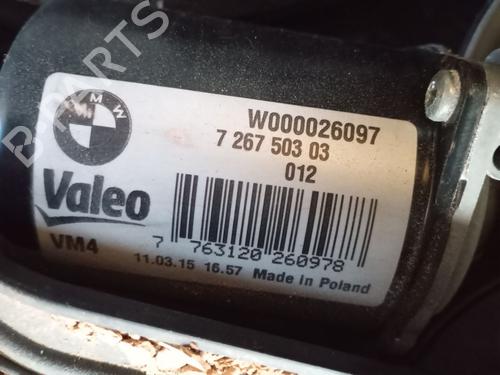 BMW
W000026097
7 267 503 03
012
Valeo
VM4
7 763120 260978
11.03.15 16.57 Made in Poland
B-PARTS